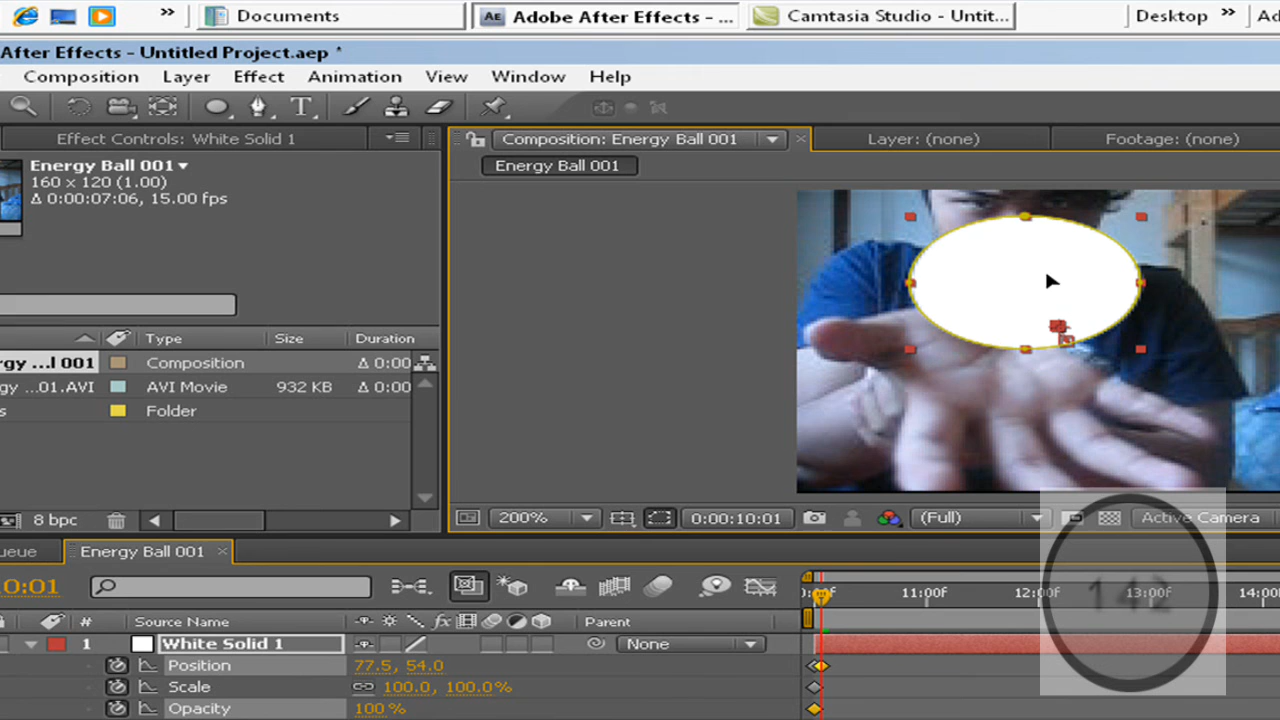 » Documents Adobe After Effects - ... Camtasia Studio - Untit... Desktop »
After Effects - Untitled Project.aep *
Composition Layer Effect Animation View Window Help
T
Effect Controls: White Solid 1
Composition: Energy Ball 001 × Layer: (none) Footage: (none)
Energy Ball 001
Energy Ball 001
160 x 120 (1.00)
Δ 0:00:07:06, 15.00 fps
Type Size Duration
gy ...l 001 Composition Δ 0:00
gy ...01.AVI AVI Movie 932 KB Δ 0:00
s Folder
8 bpc 200% 0:00:10:01 (Full) Active Camera
ueue Energy Ball 001 ×
0:01 11:00f 12:00f 13:00f 14:00
142
# Source Name fx Parent
1 White Solid 1 None
Position 77.5, 54.0
Scale 100.0, 100.0%
Opacity 100%